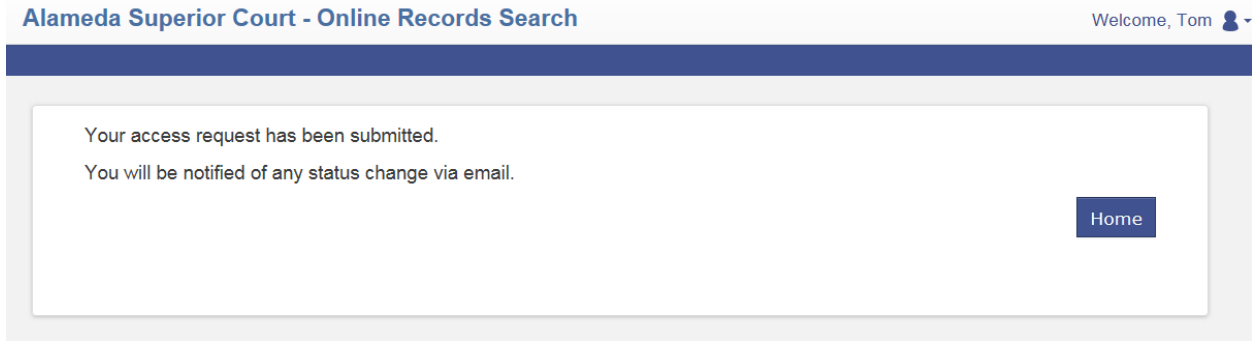 Alameda Superior Court - Online Records Search
Welcome, Tom
Your access request has been submitted.
You will be notified of any status change via email.
Home